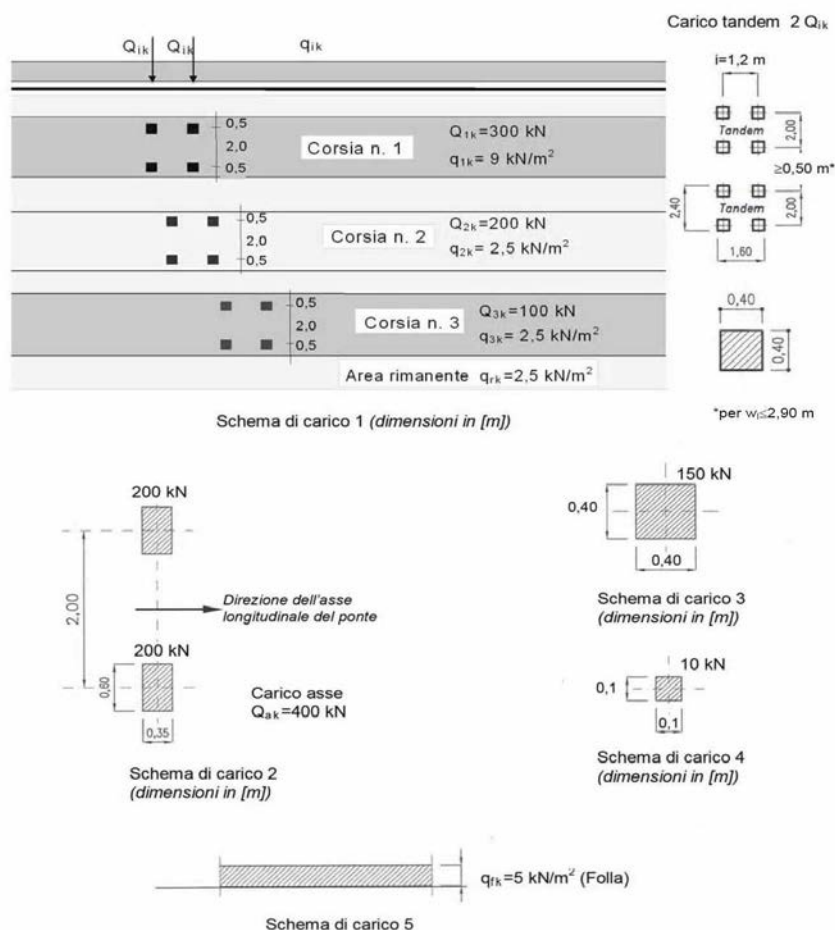 Carico tandem 2 Qik
Qik Qik qik
i=1,2 m
0,5
2,0
0,5
Corsia n. 1
Q1k=300 kN
q1k= 9 kN/m²
Tandem
2,00
≥0,50 m*
0,5
2,0
0,5
Corsia n. 2
Q2k=200 kN
q2k= 2,5 kN/m²
2,40
Tandem
2,00
1,60
0,5
2,0
0,5
Corsia n. 3
Q3k=100 kN
q3k= 2,5 kN/m²
0,40
0,40
Area rimanente qrk=2,5 kN/m²
*per wl≤2,90 m
Schema di carico 1 (dimensioni in [m])
200 kN
2,00
Direzione dell'asse
longitudinale del ponte
200 kN
0,60
0,35
Carico asse
Qak=400 kN
Schema di carico 2
(dimensioni in [m])
150 kN
0,40
0,40
Schema di carico 3
(dimensioni in [m])
10 kN
0,1
0,1
Schema di carico 4
(dimensioni in [m])
qfk=5 kN/m² (Folla)
Schema di carico 5